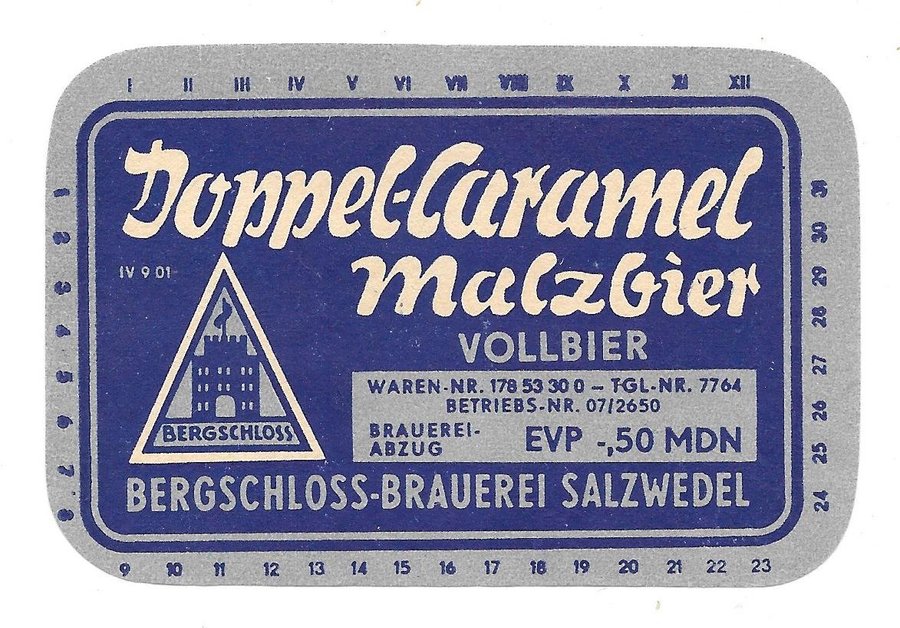 I II III IV V VI VII VIII IX X XI XII
Doppel-Caramel
Malzbier
IV 9 01
VOLLBIER
WAREN-NR. 178 53 30 0 – TGL-NR. 7764
BETRIEBS-NR. 07/2650
BRAUEREI-
ABZUG
EVP -,50 MDN
BERGSCHLOSS
BERGSCHLOSS-BRAUEREI SALZWEDEL
1 2 3 4 5 6 7 8
9 10 11 12 13 14 15 16 17 18 19 20 21 22 23
24 25 26 27 28 29 30 31